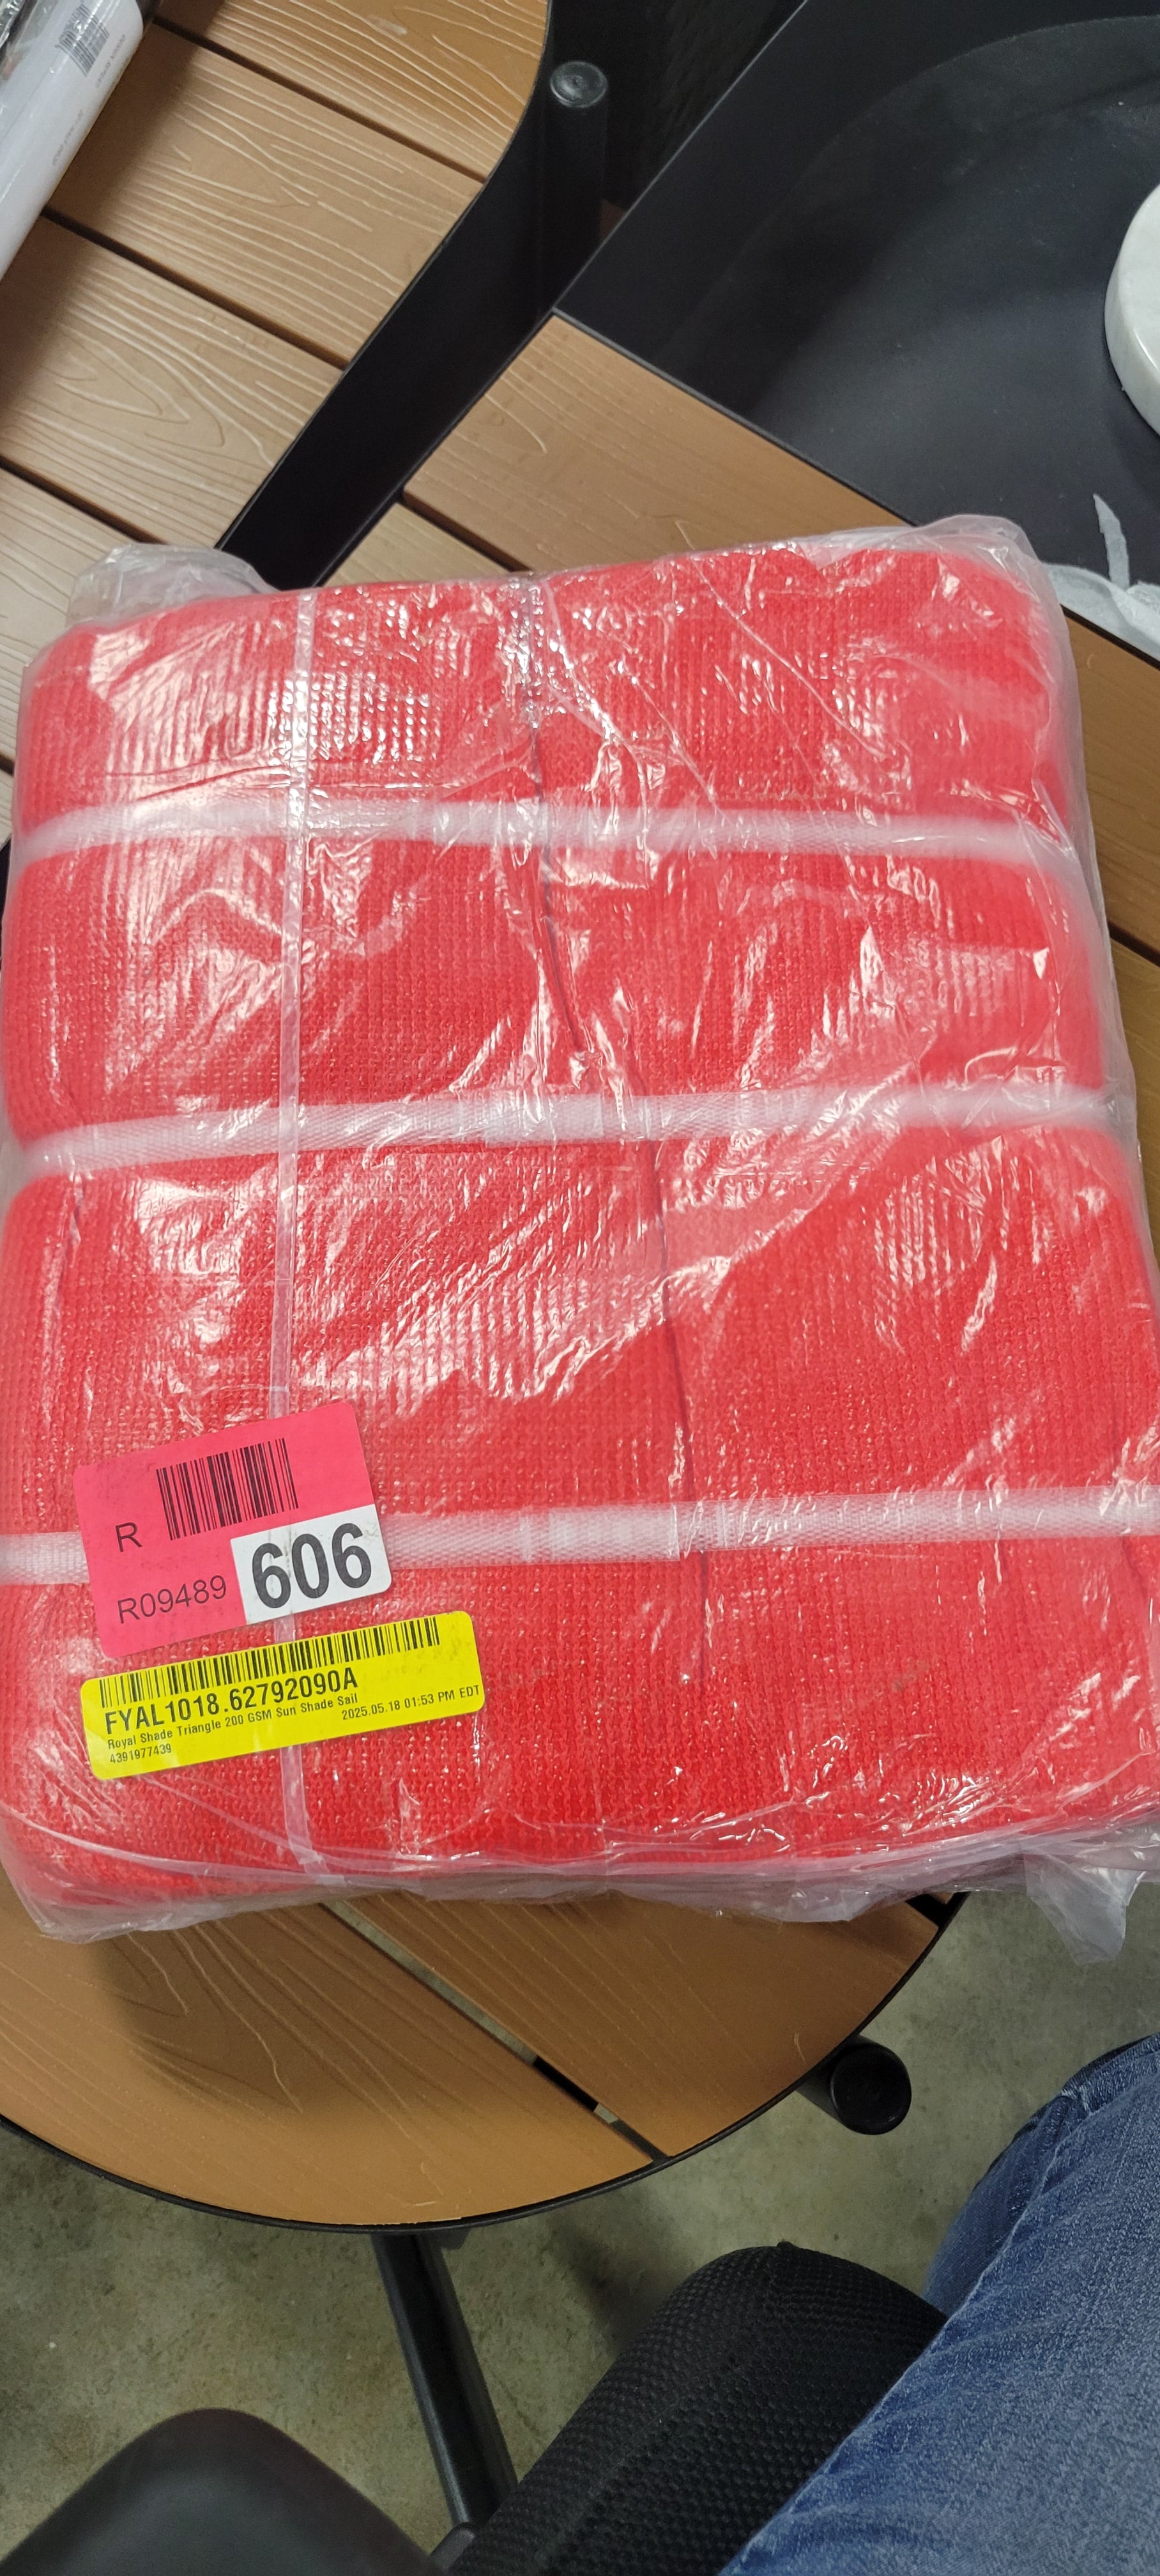 R
R09489
606
FYAL1018.62792090A
Royal Shade Triangle 200 GSM Sun Shade Sail
2025.05.18 01:53 PM EDT
4391977439